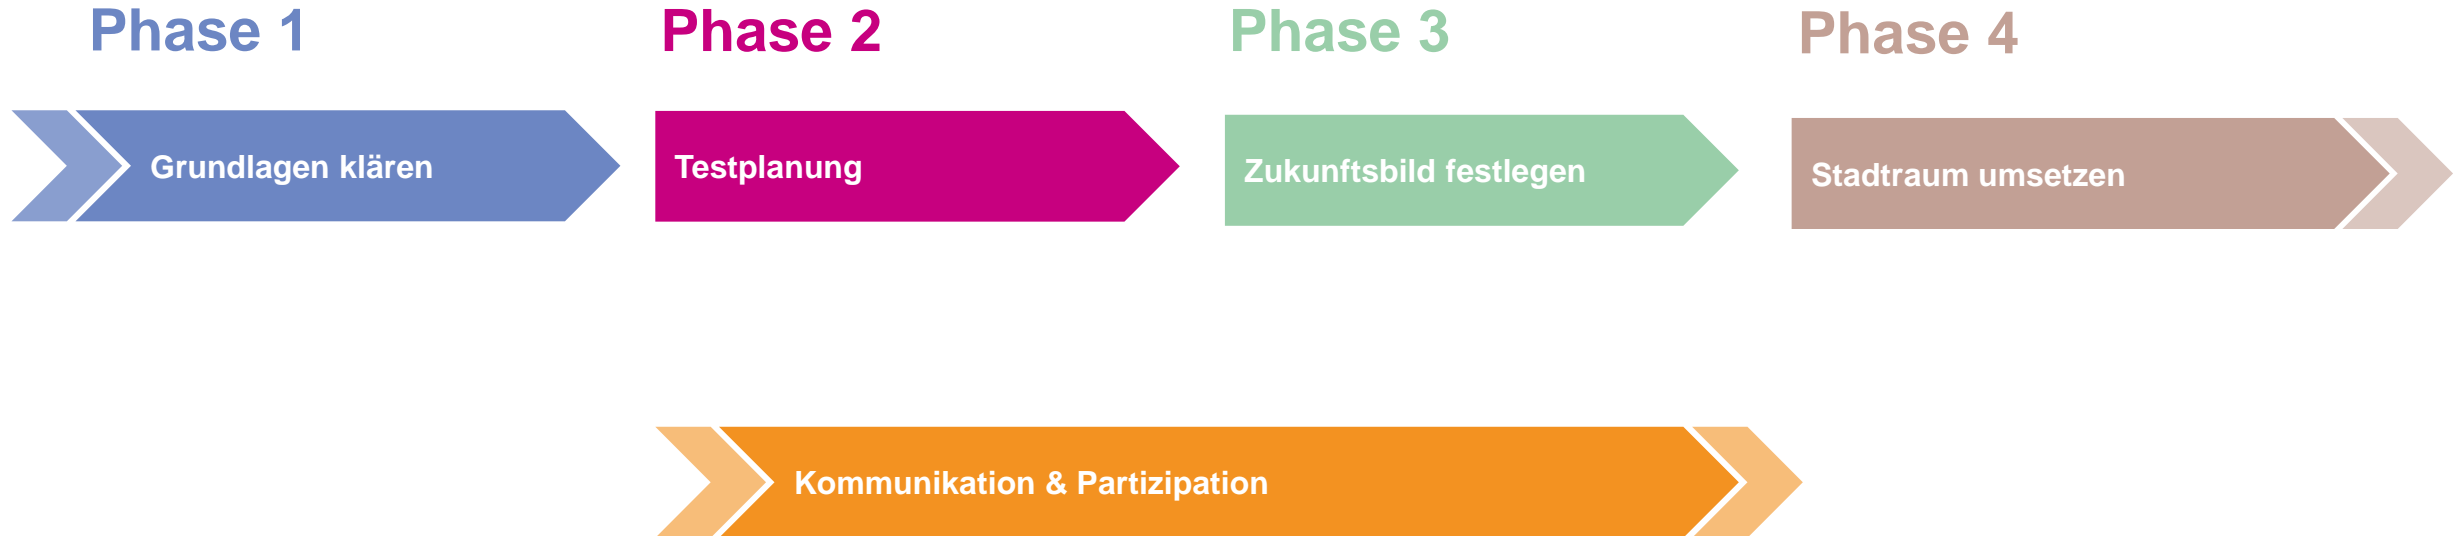 Phase 1
Phase 2
Phase 3
Phase 4
Grundlagen klären
Testplanung
Zukunftsbild festlegen
Stadtraum umsetzen
Kommunikation & Partizipation